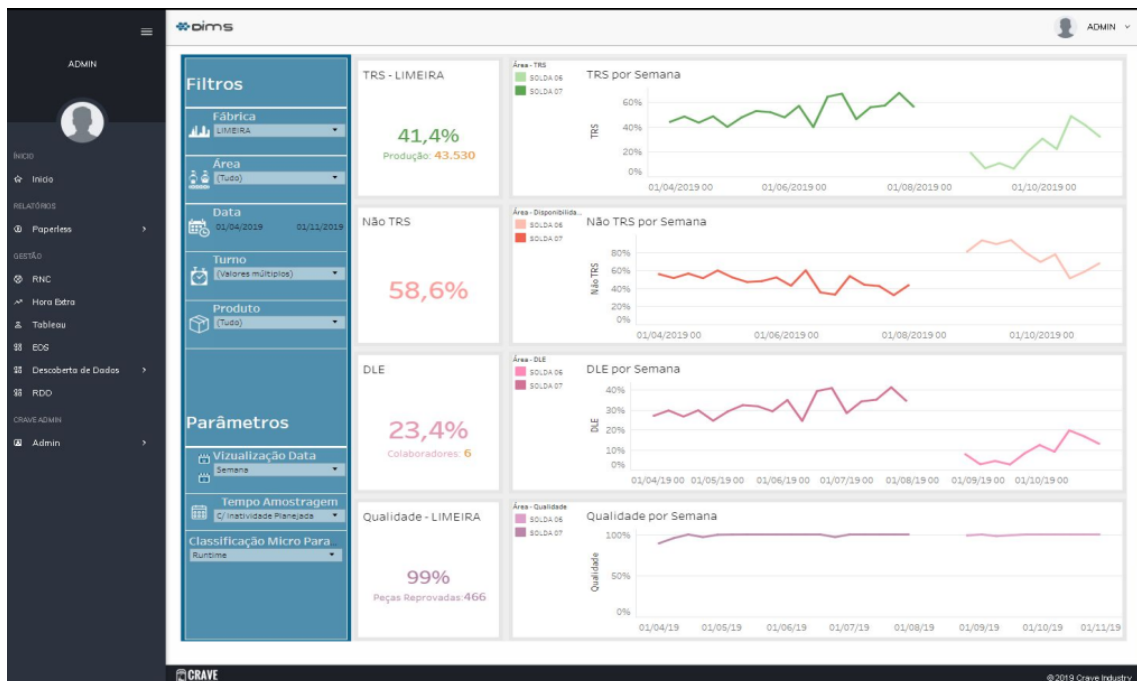 pims
ADMIN
ADMIN
ÍNICIO
Início
RELATÓRIOS
Paperless
GESTÃO
RNC
Hora Extra
Tableau
EOS
Descoberta de Dados
RDO
CRAVE ADMIN
Admin
Filtros
Fábrica
LIMEIRA
Área
(Tudo)
Data
01/04/2019 01/11/2019
Turno
(Valores múltiplos)
Produto
(Tudo)
Parâmetros
Vizualização Data
Semana
Tempo Amostragem
C/ Inatividade Planejada
Classificação Micro Para
Runtime
TRS - LIMEIRA
41,4%
Produção: 43.530
Área - TRS
SOLDA 06
SOLDA 07
TRS por Semana
TRS
60%
40%
20%
0%
01/04/2019 00 01/06/2019 00 01/08/2019 00 01/10/2019 00
Não TRS
58,6%
Área - Disponibilida...
SOLDA 06
SOLDA 07
Não TRS por Semana
Não TRS
80%
60%
40%
20%
0%
01/04/2019 00 01/06/2019 00 01/08/2019 00 01/10/2019 00
DLE
23,4%
Colaboradores: 6
Área - DLE
SOLDA 06
SOLDA 07
DLE por Semana
DLE
40%
30%
20%
10%
0%
01/04/19 00 01/05/19 00 01/06/19 00 01/07/19 00 01/08/19 00 01/09/19 00 01/10/19 00
Qualidade - LIMEIRA
99%
Peças Reprovadas:466
Área - Qualidade
SOLDA 06
SOLDA 07
Qualidade por Semana
Qualidade
100%
50%
0%
01/04/19 01/05/19 01/06/19 01/07/19 01/08/19 01/09/19 01/10/19 01/11/19
CRAVE
©2019 Crave Industry